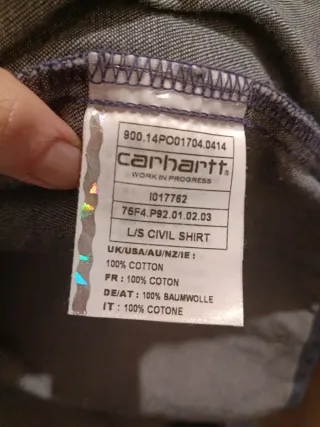 900.14PO01704.0414
carhartt®
WORK IN PROGRESS
I017762
75F4.P92.01.02.03
L/S CIVIL SHIRT
UK/USA/AU/NZ/IE :
100% COTTON
FR : 100% COTON
DE/AT : 100% BAUMWOLLE
IT : 100% COTONE